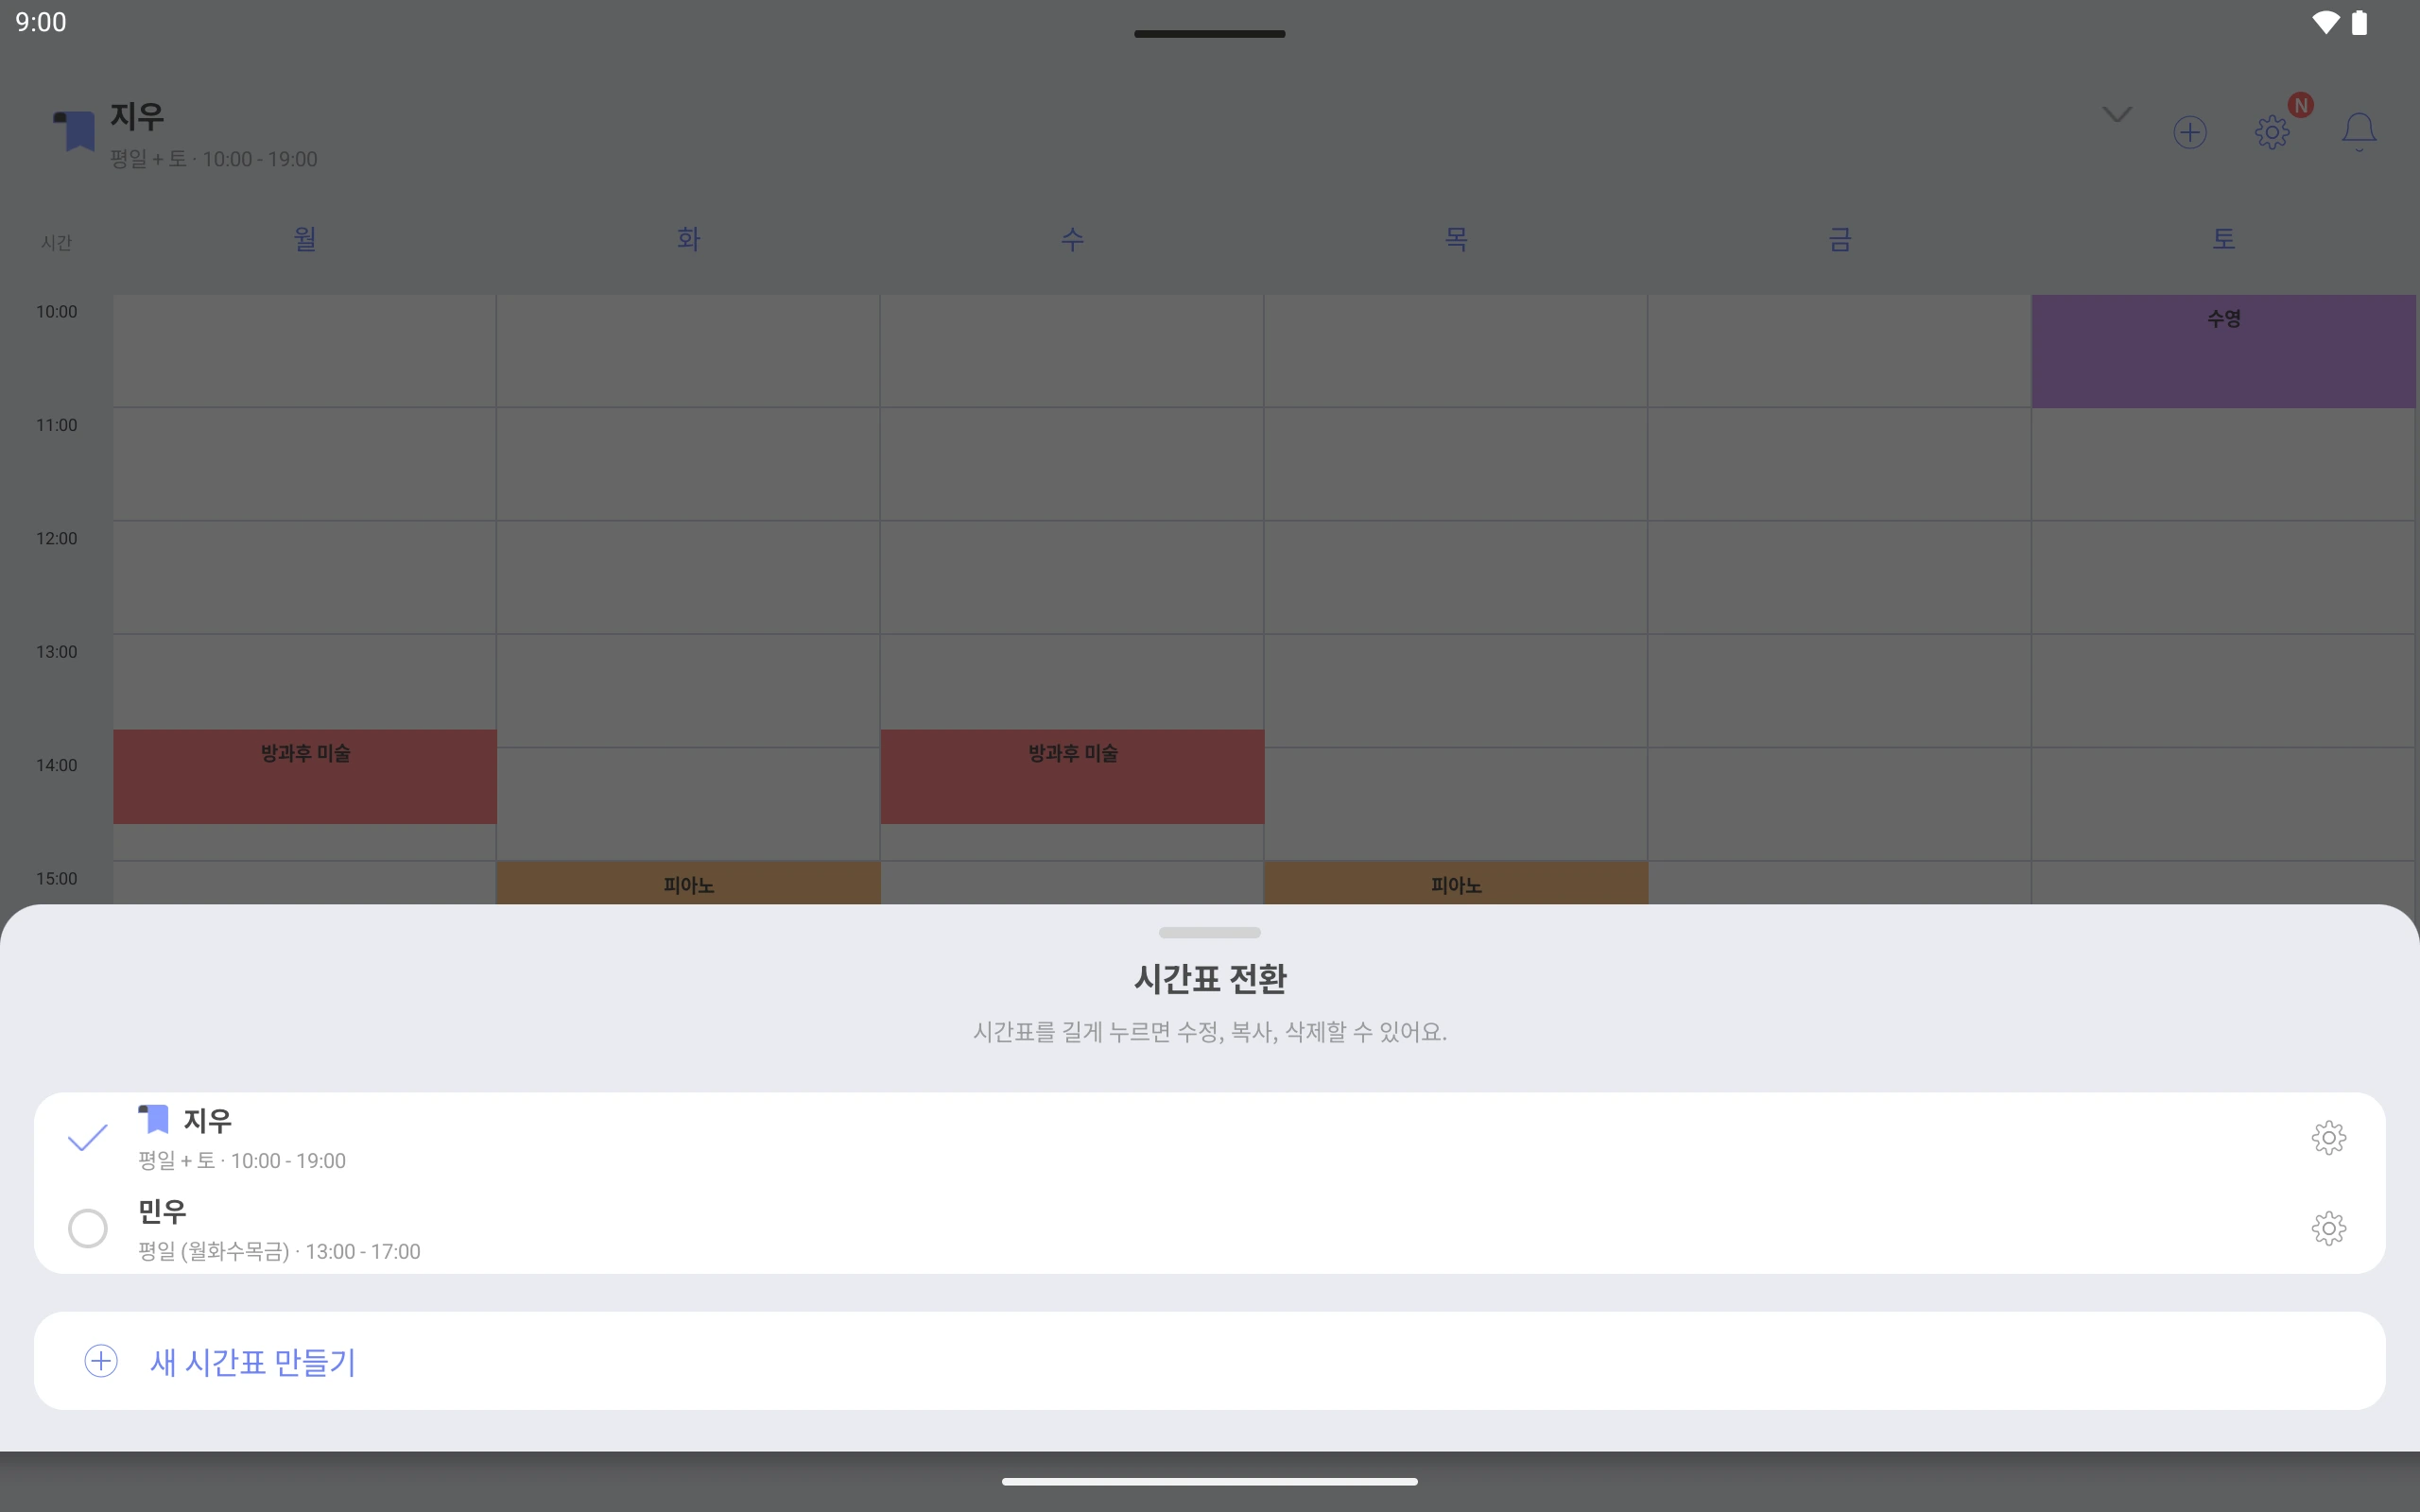 9:00
지우
평일 + 토 · 10:00 - 19:00
N
시간 월 화 수 목 금 토
10:00 수영
11:00
12:00
13:00
방과후 미술 방과후 미술
14:00
15:00 피아노 피아노
시간표 전환
시간표를 길게 누르면 수정, 복사, 삭제할 수 있어요.
지우
평일 + 토 · 10:00 - 19:00
민우
평일 (월화수목금) · 13:00 - 17:00
새 시간표 만들기